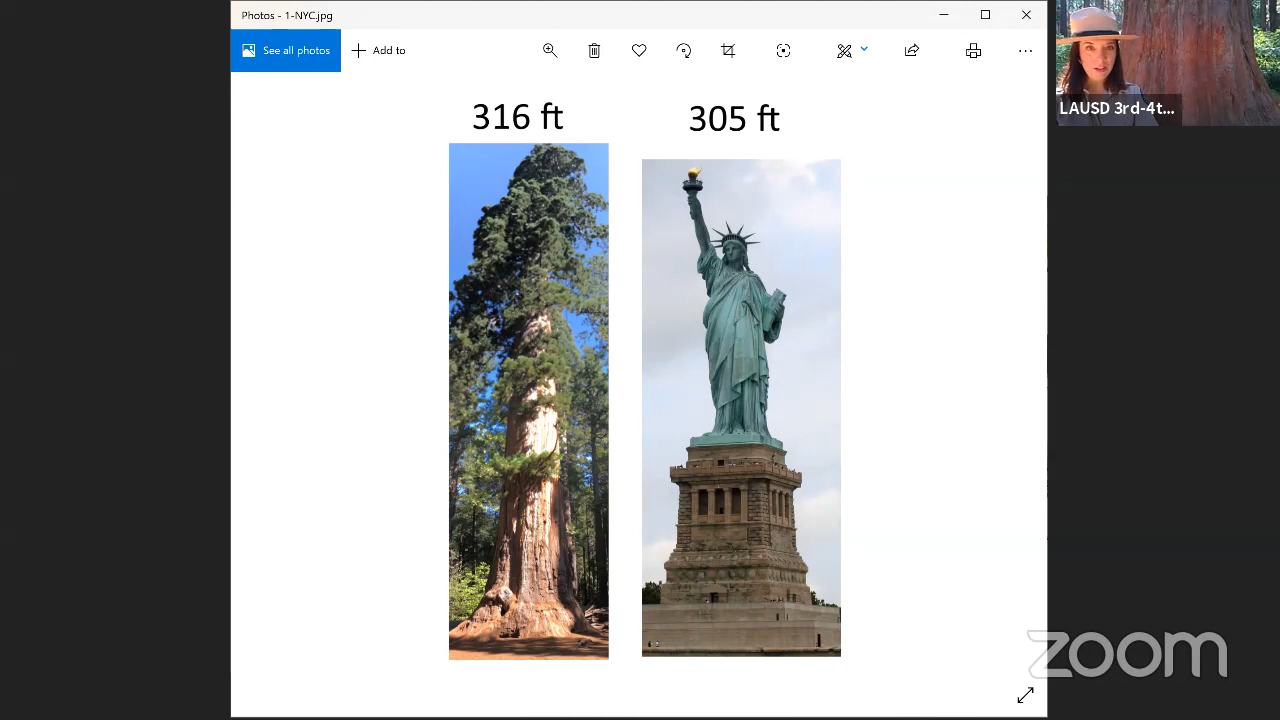 Photos - 1-NYC.jpg
See all photos
Add to
316 ft
305 ft
LAUSD 3rd-4t...
zoom